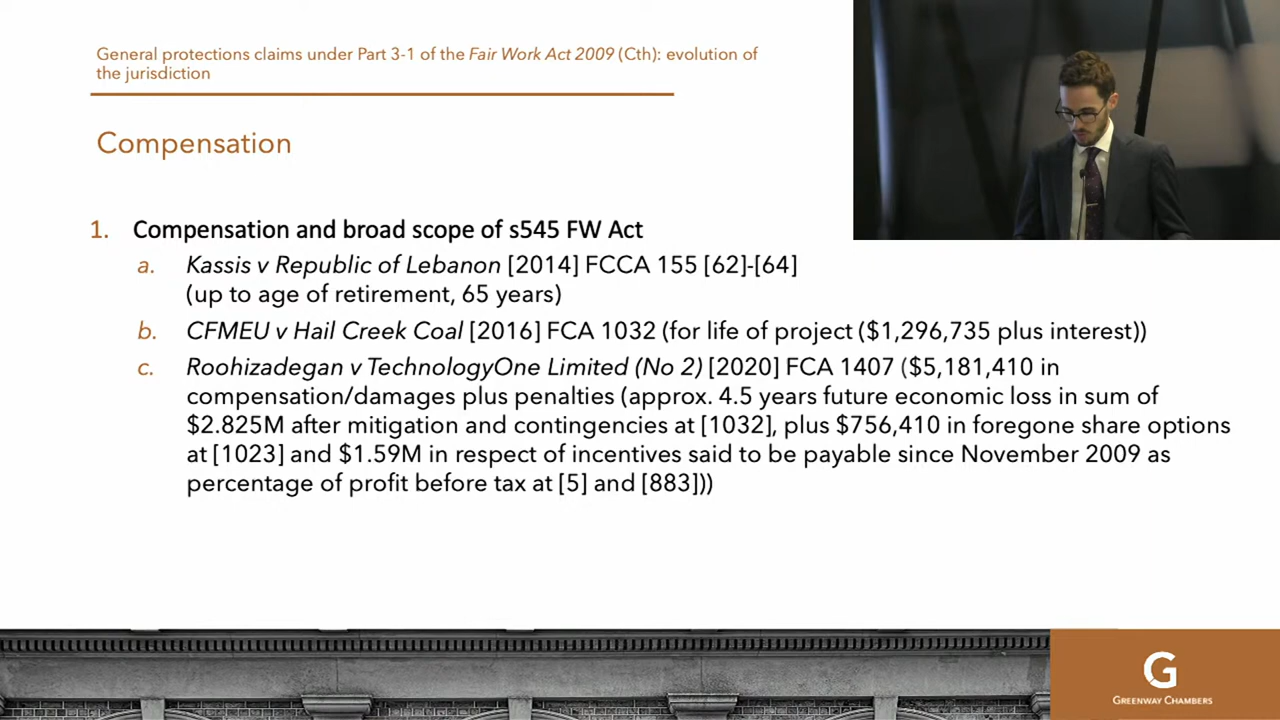 General protections claims under Part 3-1 of the Fair Work Act 2009 (Cth): evolution of
the jurisdiction
Compensation
1. Compensation and broad scope of s545 FW Act
a. Kassis v Republic of Lebanon [2014] FCCA 155 [62]-[64]
(up to age of retirement, 65 years)
b. CFMEU v Hail Creek Coal [2016] FCA 1032 (for life of project ($1,296,735 plus interest))
c. Roohizadegan v TechnologyOne Limited (No 2) [2020] FCA 1407 ($5,181,410 in
compensation/damages plus penalties (approx. 4.5 years future economic loss in sum of
$2.825M after mitigation and contingencies at [1032], plus $756,410 in foregone share options
at [1023] and $1.59M in respect of incentives said to be payable since November 2009 as
percentage of profit before tax at [5] and [883]))
G
GREENWAY CHAMBERS